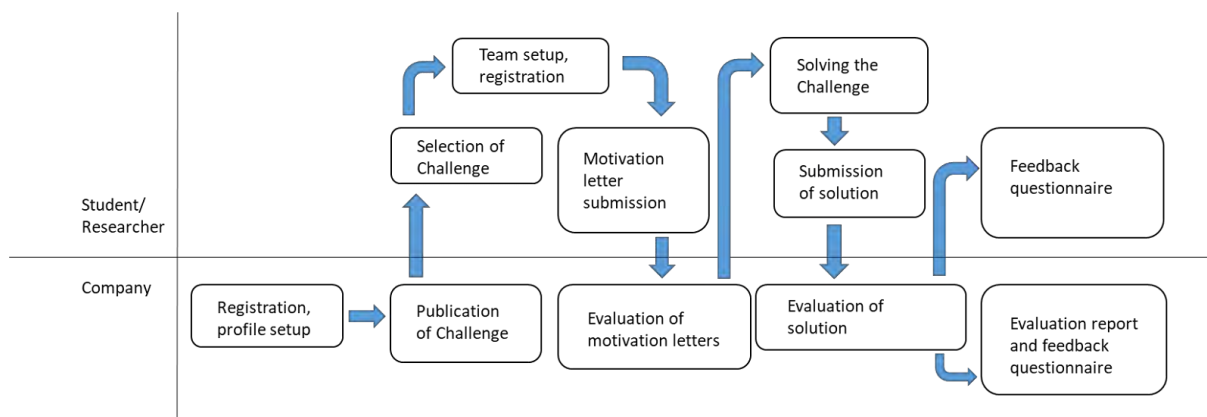 Team setup,
registration
Solving the
Challenge
Selection of
Challenge
Motivation
letter
submission
Submission
of solution
Feedback
questionnaire
Student/
Researcher
Company
Registration,
profile setup
Publication
of Challenge
Evaluation of
motivation letters
Evaluation of
solution
Evaluation report
and feedback
questionnaire